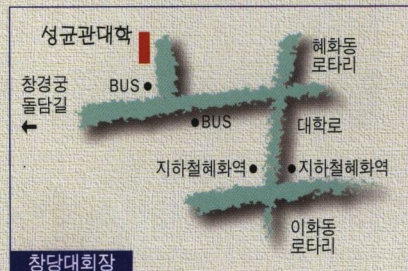 성균관대학
혜화동
로타리
창경궁
돌담길
←
BUS
BUS
대학로
지하철혜화역
지하철혜화역
이화동
로타리
창당대회장